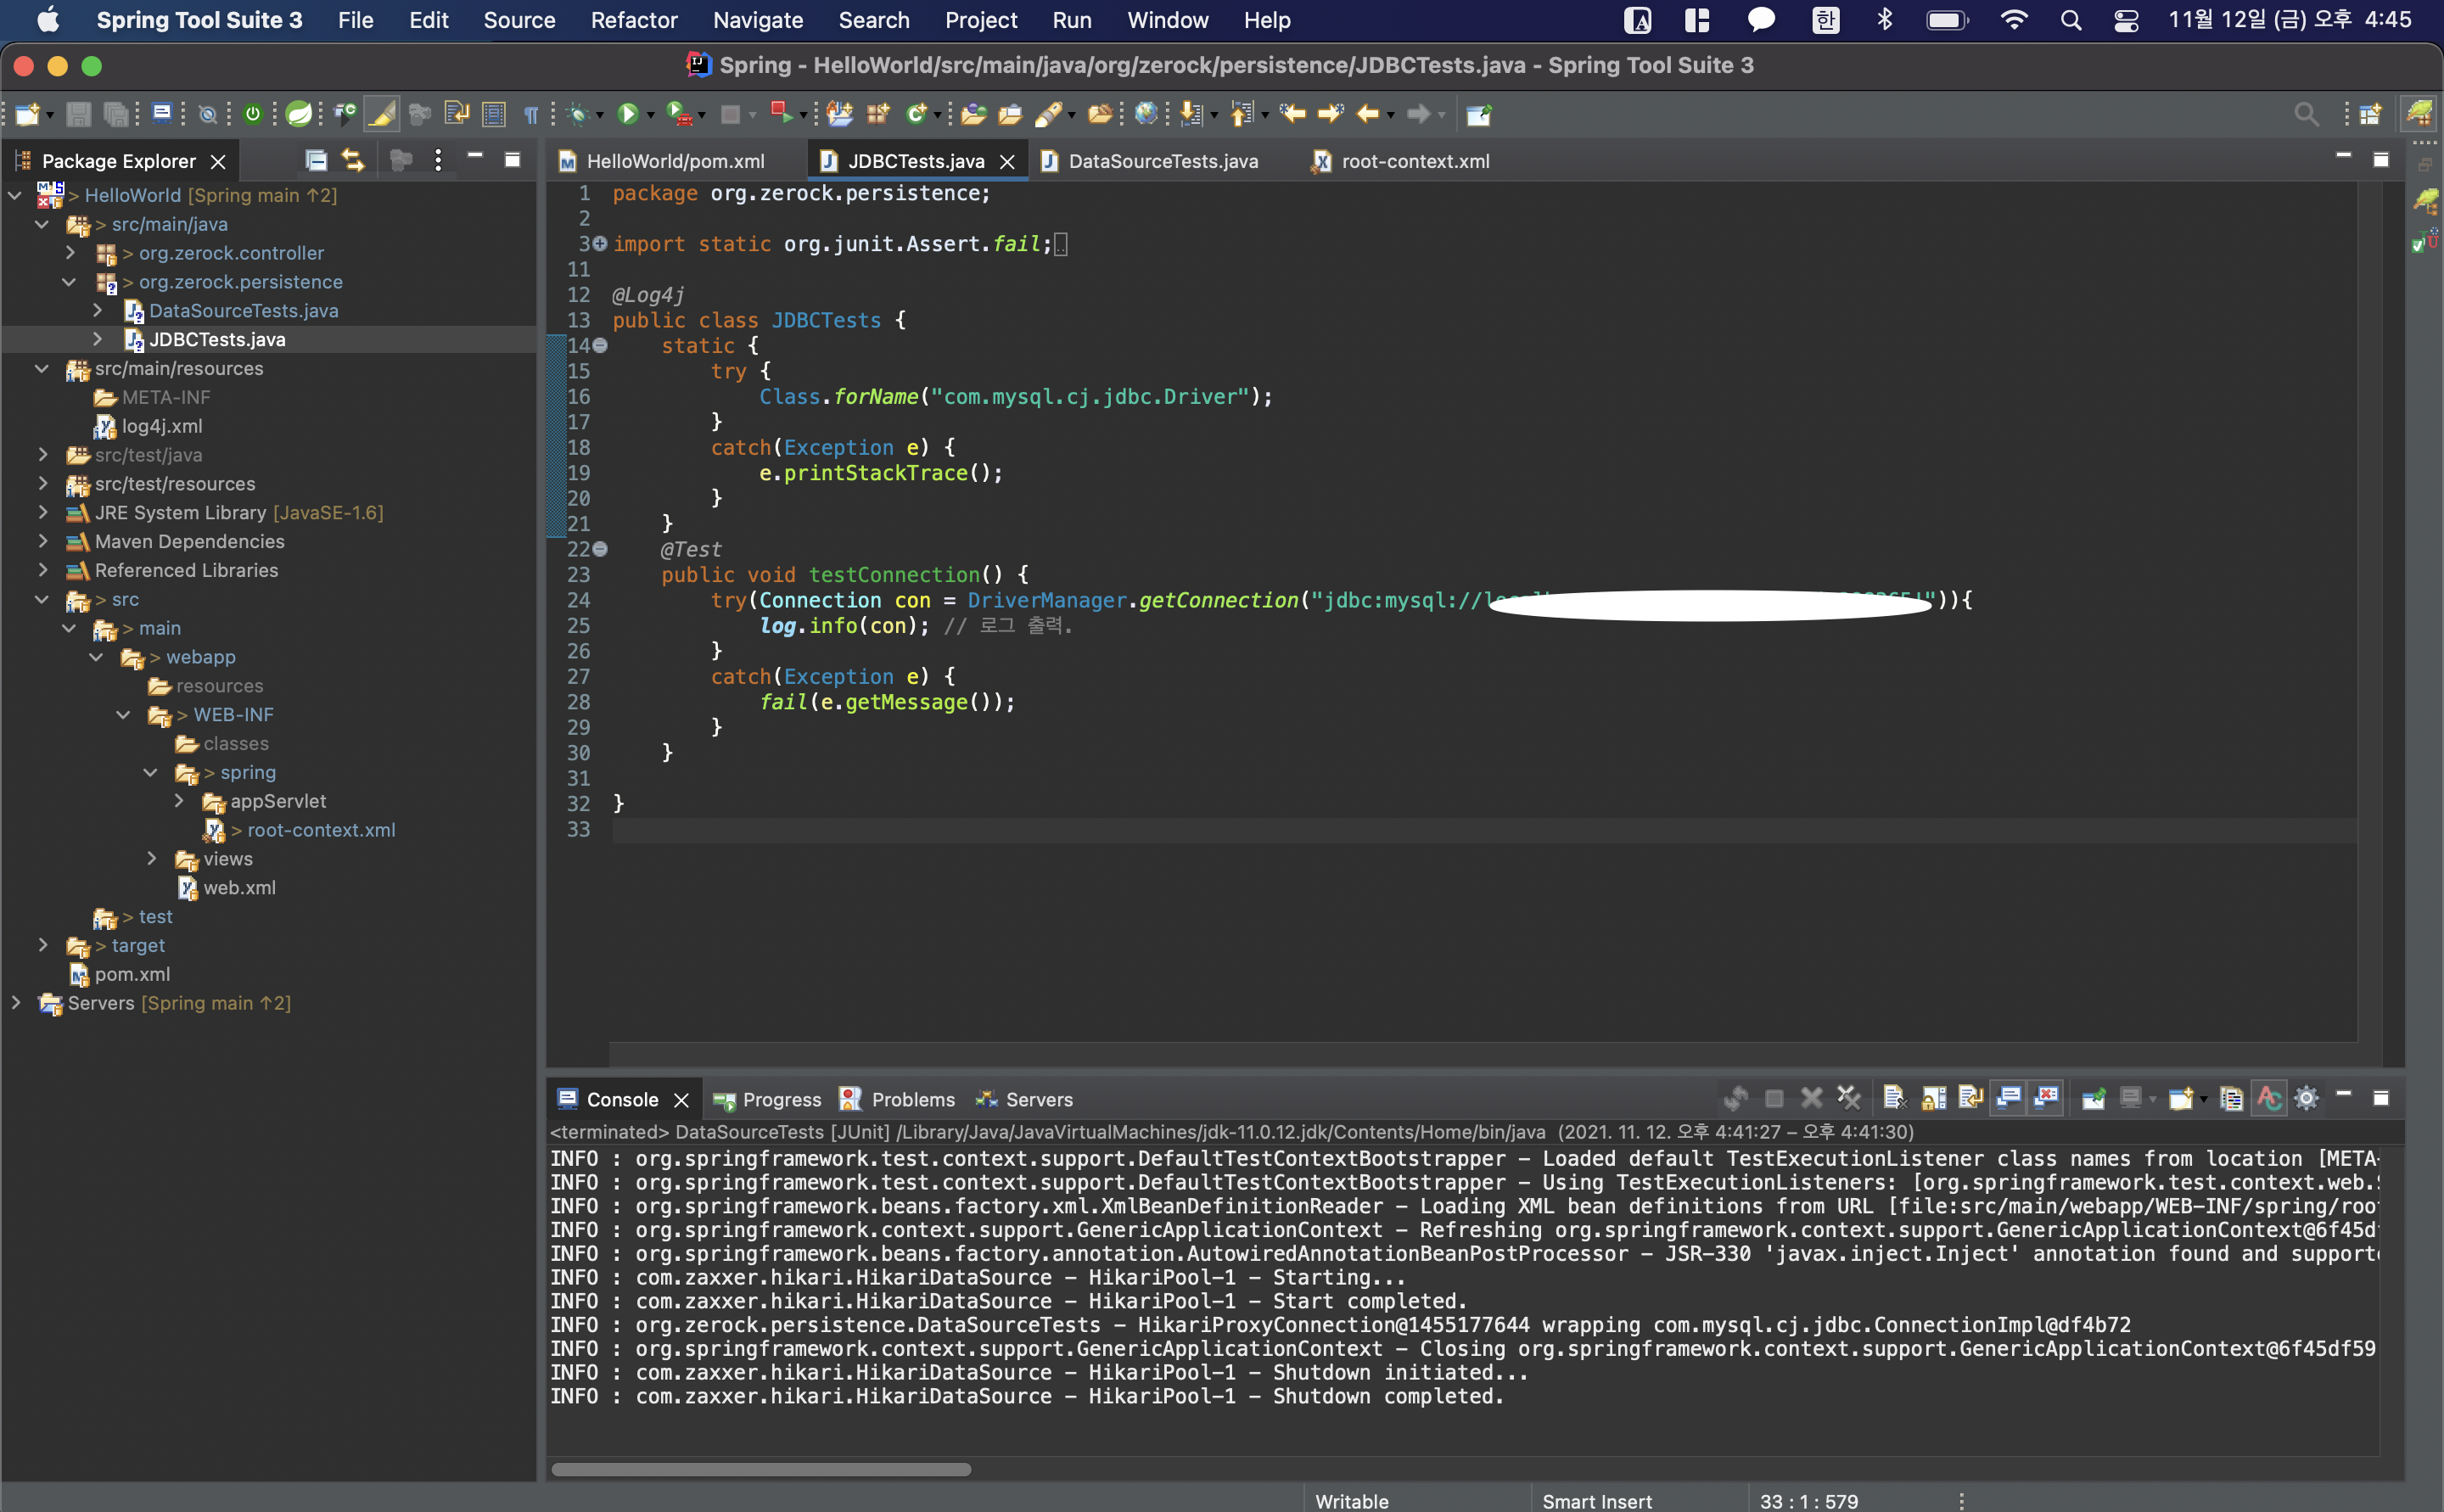 Spring Tool Suite 3 File Edit Source Refactor Navigate Search Project Run Window Help 한 11월 12일 (금) 오후 4:45
Spring - HelloWorld/src/main/java/org/zerock/persistence/JDBCTests.java - Spring Tool Suite 3
Package Explorer
> HelloWorld [Spring main ↑2]
> src/main/java
> org.zerock.controller
> org.zerock.persistence
DataSourceTests.java
JDBCTests.java
src/main/resources
META-INF
log4j.xml
src/test/java
src/test/resources
JRE System Library [JavaSE-1.6]
Maven Dependencies
Referenced Libraries
> src
> main
> webapp
resources
> WEB-INF
classes
> spring
appServlet
> root-context.xml
views
web.xml
> test
> target
pom.xml
Servers [Spring main ↑2]
HelloWorld/pom.xml JDBCTests.java DataSourceTests.java root-context.xml
1 package org.zerock.persistence;
2
3 import static org.junit.Assert.fail;
11
12 @Log4j
13 public class JDBCTests {
14 static {
15 try {
16 Class.forName("com.mysql.cj.jdbc.Driver");
17 }
18 catch(Exception e) {
19 e.printStackTrace();
20 }
21 }
22 @Test
23 public void testConnection() {
24 try(Connection con = DriverManager.getConnection("jdbc:mysql:// ")){
25 log.info(con); // 로그 출력.
26 }
27 catch(Exception e) {
28 fail(e.getMessage());
29 }
30 }
31
32 }
33
Console Progress Problems Servers
<terminated> DataSourceTests [JUnit] /Library/Java/JavaVirtualMachines/jdk-11.0.12.jdk/Contents/Home/bin/java (2021. 11. 12. 오후 4:41:27 – 오후 4:41:30)
INFO : org.springframework.test.context.support.DefaultTestContextBootstrapper - Loaded default TestExecutionListener class names from location [META-
INFO : org.springframework.test.context.support.DefaultTestContextBootstrapper - Using TestExecutionListeners: [org.springframework.test.context.web.
INFO : org.springframework.beans.factory.xml.XmlBeanDefinitionReader - Loading XML bean definitions from URL [file:src/main/webapp/WEB-INF/spring/roo
INFO : org.springframework.context.support.GenericApplicationContext - Refreshing org.springframework.context.support.GenericApplicationContext@6f45d
INFO : org.springframework.beans.factory.annotation.AutowiredAnnotationBeanPostProcessor - JSR-330 'javax.inject.Inject' annotation found and support
INFO : com.zaxxer.hikari.HikariDataSource - HikariPool-1 - Starting...
INFO : com.zaxxer.hikari.HikariDataSource - HikariPool-1 - Start completed.
INFO : org.zerock.persistence.DataSourceTests - HikariProxyConnection@1455177644 wrapping com.mysql.cj.jdbc.ConnectionImpl@df4b72
INFO : org.springframework.context.support.GenericApplicationContext - Closing org.springframework.context.support.GenericApplicationContext@6f45df59
INFO : com.zaxxer.hikari.HikariDataSource - HikariPool-1 - Shutdown initiated...
INFO : com.zaxxer.hikari.HikariDataSource - HikariPool-1 - Shutdown completed.
Writable Smart Insert 33 : 1 : 579